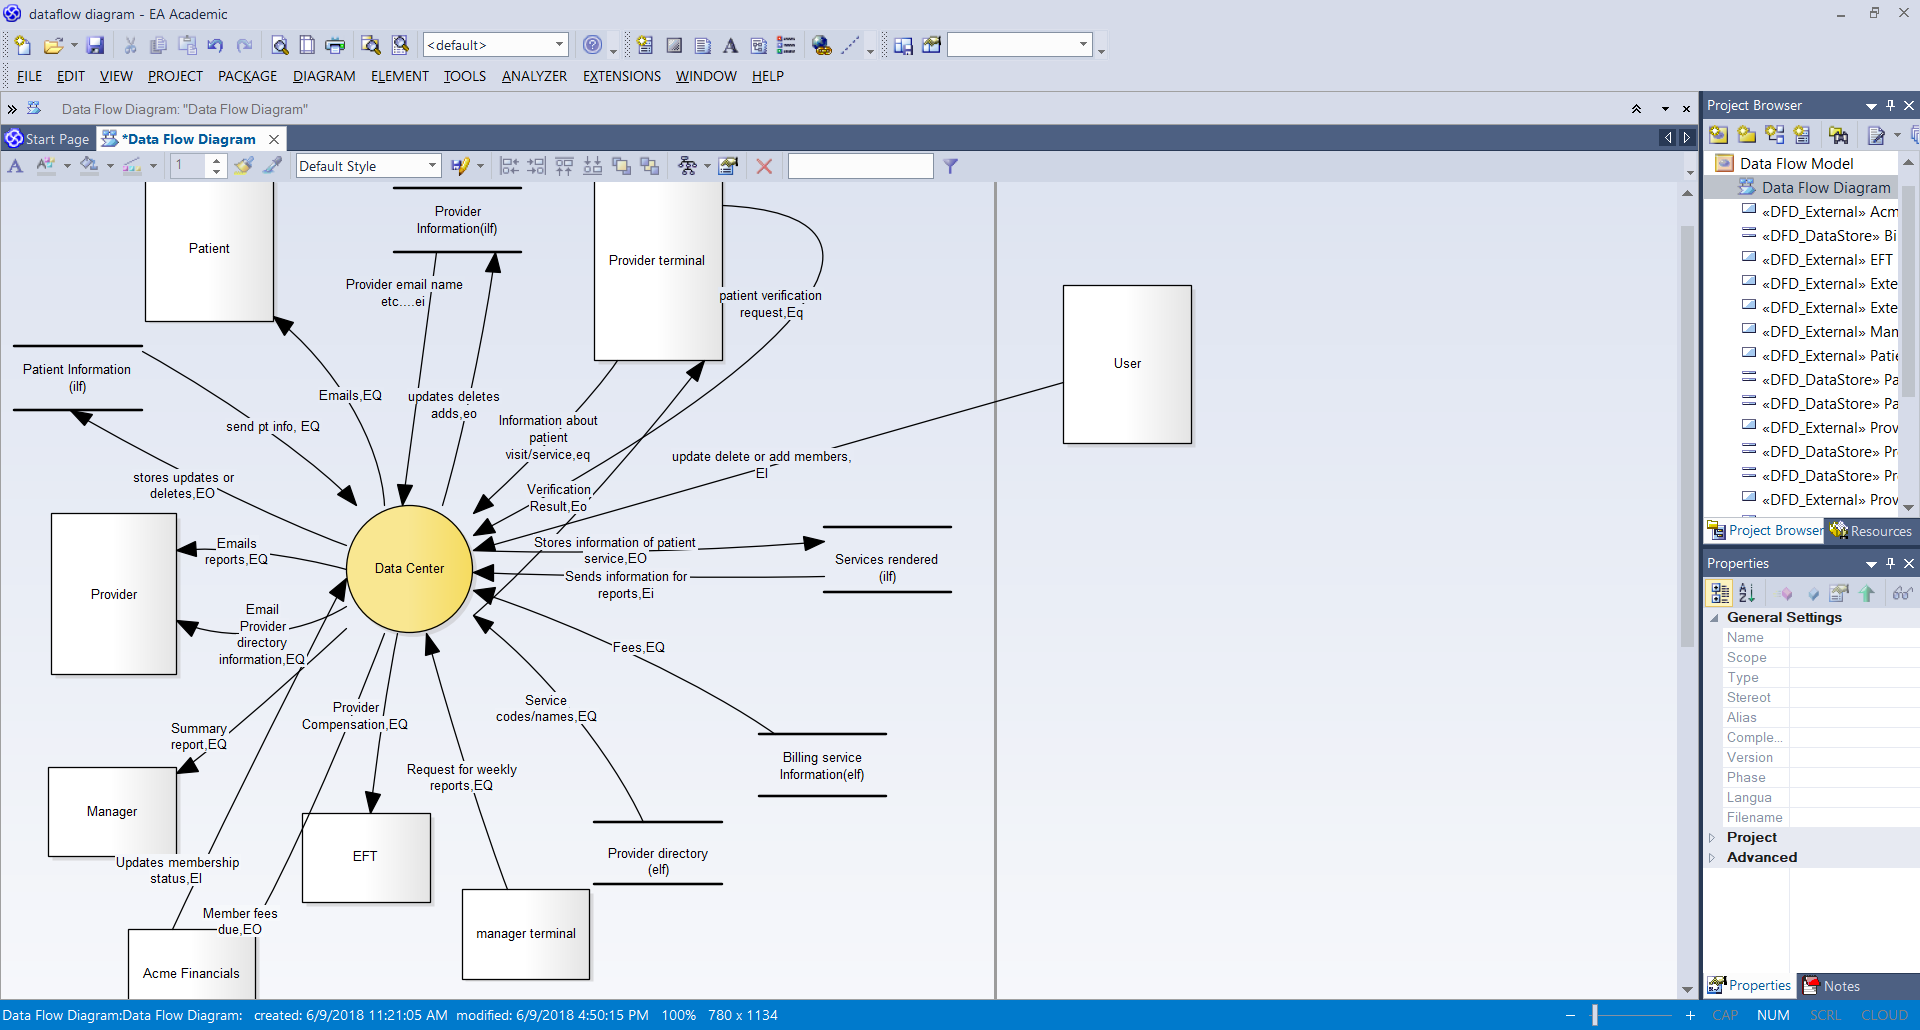 dataflow diagram - EA Academic
<default>
FILE EDIT VIEW PROJECT PACKAGE DIAGRAM ELEMENT TOOLS ANALYZER EXTENSIONS WINDOW HELP
Data Flow Diagram: "Data Flow Diagram"
Start Page
*Data Flow Diagram
1
Default Style
Patient
Provider
Information(ilf)
Provider terminal
Provider email name
etc....ei
patient verification
request,Eq
User
Patient Information
(ilf)
Emails,EQ
updates deletes
adds,eo
send pt info, EQ
Information about
patient
visit/service,eq
update delete or add members,
EI
stores updates or
deletes,EO
Verification
Result,Eo
Emails
reports,EQ
Stores information of patient
service,EO
Services rendered
(ilf)
Data Center
Sends information for
reports,Ei
Provider
Email
Provider
directory
information,EQ
Fees,EQ
Service
codes/names,EQ
Provider
Compensation,EQ
Summary
report,EQ
Request for weekly
reports,EQ
Billing service
Information(elf)
Manager
EFT
Provider directory
(elf)
Updates membership
status,EI
Member fees
due,EO
manager terminal
Acme Financials
Project Browser
Data Flow Model
Data Flow Diagram
«DFD_External» Acm
«DFD_DataStore» Bi
«DFD_External» EFT
«DFD_External» Exte
«DFD_External» Exte
«DFD_External» Man
«DFD_External» Patie
«DFD_DataStore» Pa
«DFD_DataStore» Pa
«DFD_External» Prov
«DFD_DataStore» Pr
«DFD_DataStore» Pr
«DFD_External» Prov
Project Browser
Resources
Properties
General Settings
Name
Scope
Type
Stereot
Alias
Comple...
Version
Phase
Langua
Filename
Project
Advanced
Properties
Notes
Data Flow Diagram:Data Flow Diagram: created: 6/9/2018 11:21:05 AM modified: 6/9/2018 4:50:15 PM 100% 780 x 1134
CAP NUM SCRL CLOUD